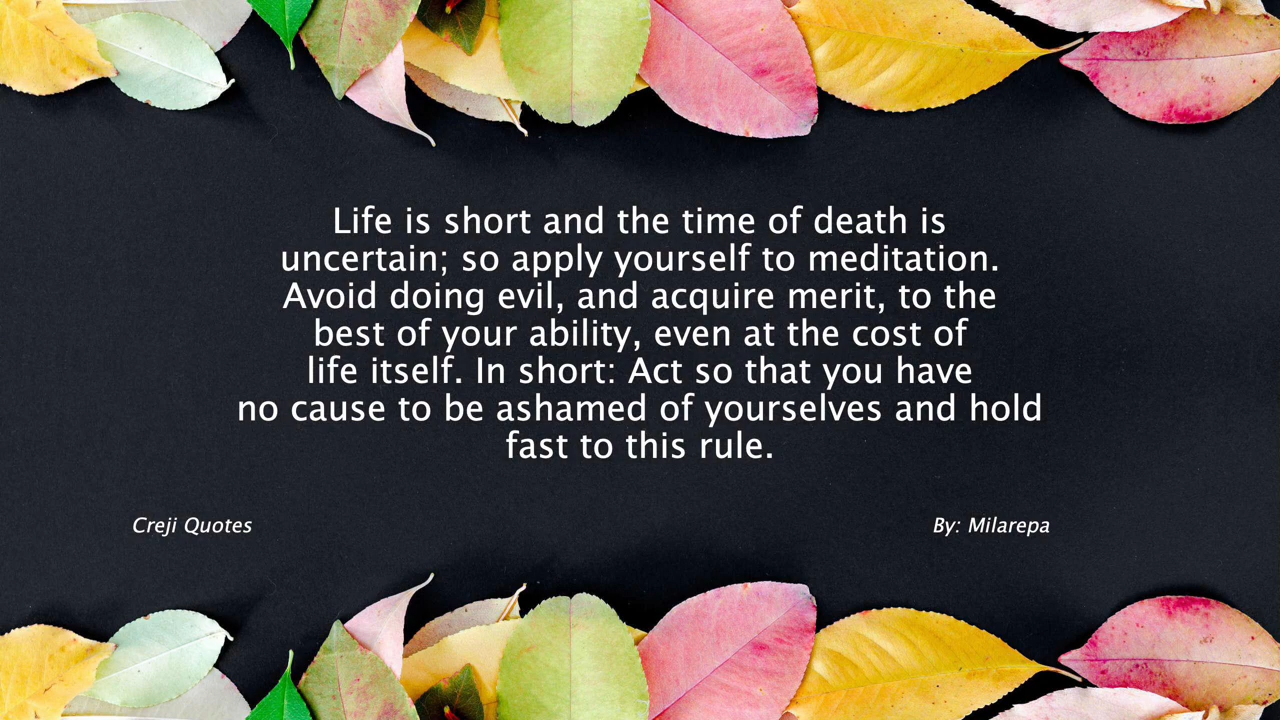 Life is short and the time of death is
uncertain; so apply yourself to meditation.
Avoid doing evil, and acquire merit, to the
best of your ability, even at the cost of
life itself. In short: Act so that you have
no cause to be ashamed of yourselves and hold
fast to this rule.
Creji Quotes
By: Milarepa